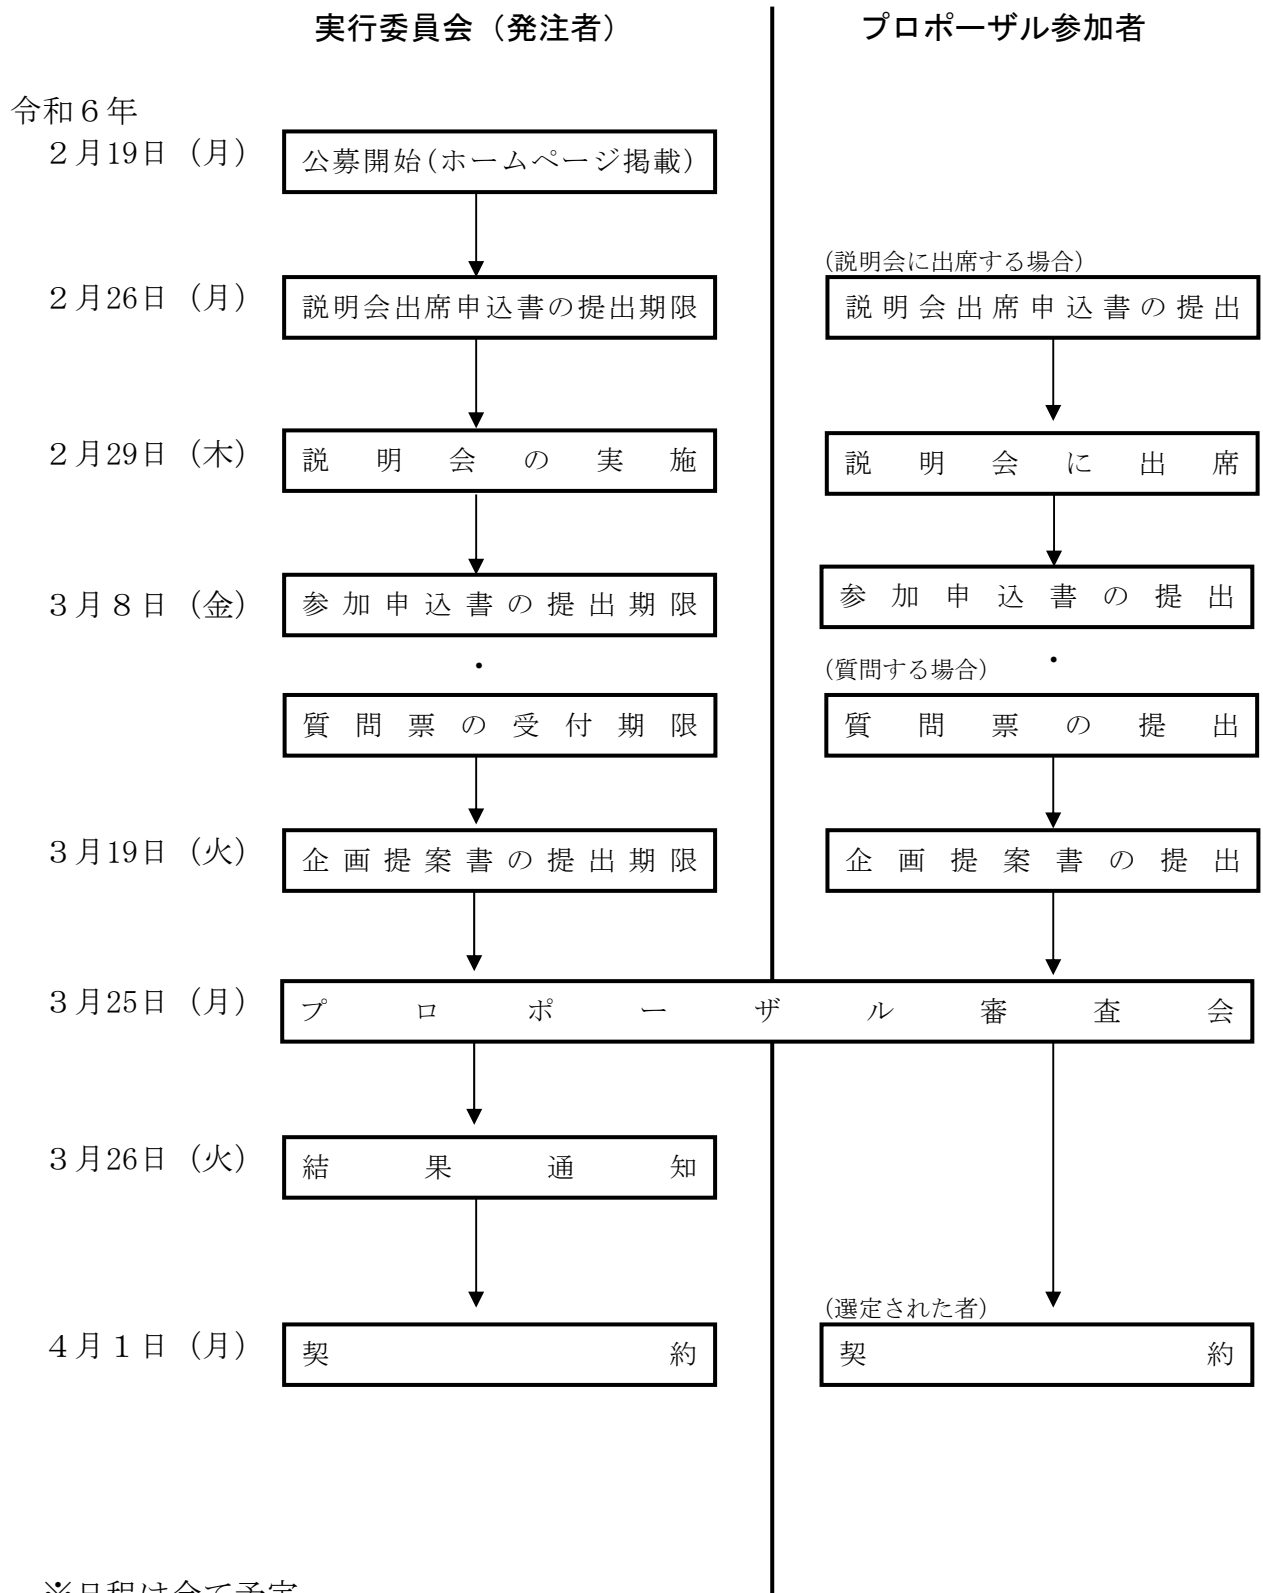 実行委員会（発注者）　プロポーザル参加者
令和６年
２月19日（月）　公募開始(ホームページ掲載)
(説明会に出席する場合)
２月26日（月）　説明会出席申込書の提出期限　説明会出席申込書の提出
２月29日（木）　説明会の実施　説明会に出席
３月８日（金）　参加申込書の提出期限　参加申込書の提出
・　(質問する場合)　・
質問票の受付期限　質問票の提出
３月19日（火）　企画提案書の提出期限　企画提案書の提出
３月25日（月）　プロポーザル審査会
３月26日（火）　結果通知
(選定された者)
４月１日（月）　契約　契約
※日程は全て予定